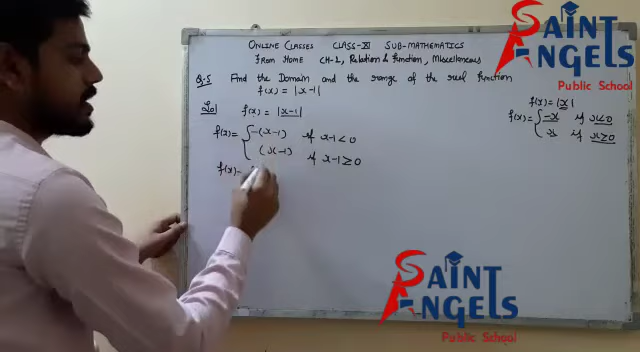 ONLINE CLASSES CLASS-XI SUB-MATHEMATICS
FROM HOME CH-2, Relation & Function, Miscellaneous
Q.5 Find the Domain and the range of the real function
f(x) = |x-1|
Sol f(x) = |x-1|
f(x)= { -(x-1) if x-1<0
(x-1) if x-1≥0
f(x)=
f(x)= |x|
f(x)= { -x if x<0
x if x≥0
SAINT
ANGELS
Public School
SAINT
ANGELS
Public School